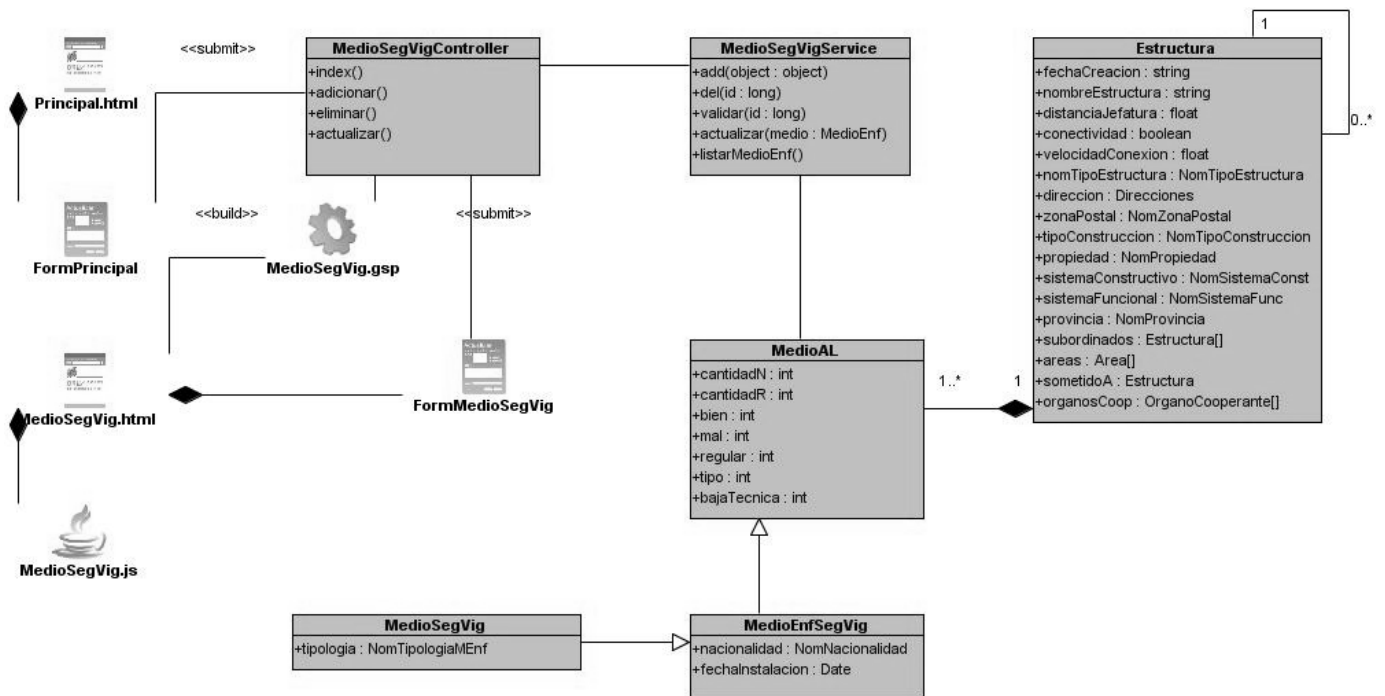 Principal.html
<<submit>>
FormPrincipal
<<build>>
MedioSegVig.gsp
<<submit>>
MedioSegVig.html
FormMedioSegVig
MedioSegVig.js
MedioSegVigController
+index()
+adicionar()
+eliminar()
+actualizar()
MedioSegVigService
+add(object : object)
+del(id : long)
+validar(id : long)
+actualizar(medio : MedioEnf)
+listarMedioEnf()
Estructura
+fechaCreacion : string
+nombreEstructura : string
+distanciaJefatura : float
+conectividad : boolean
+velocidadConexion : float
+nomTipoEstructura : NomTipoEstructura
+direccion : Direcciones
+zonaPostal : NomZonaPostal
+tipoConstruccion : NomTipoConstruccion
+propiedad : NomPropiedad
+sistemaConstructivo : NomSistemaConst
+sistemaFuncional : NomSistemaFunc
+provincia : NomProvincia
+subordinados : Estructura[]
+areas : Area[]
+sometidoA : Estructura
+organosCoop : OrganoCooperante[]
1
0..*
MedioAL
+cantidadN : int
+cantidadR : int
+bien : int
+mal : int
+regular : int
+tipo : int
+bajaTecnica : int
1..*
1
MedioSegVig
+tipologia : NomTipologiaMEnf
MedioEnfSegVig
+nacionalidad : NomNacionalidad
+fechaInstalacion : Date